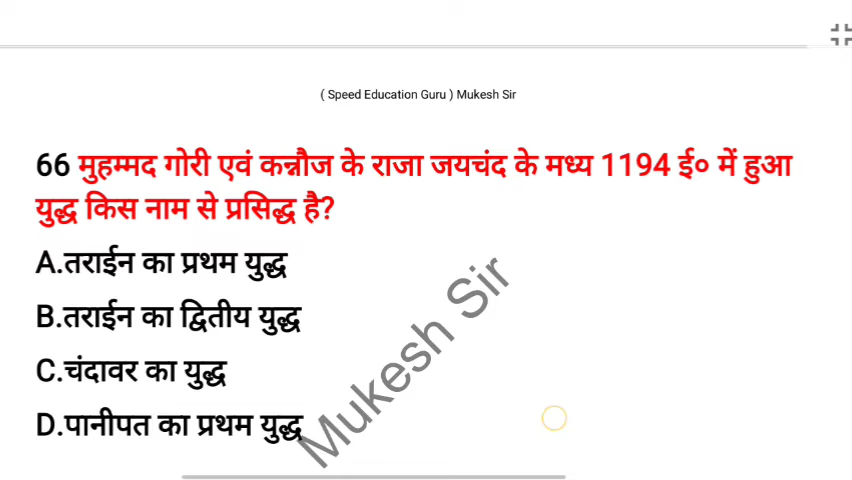 ( Speed Education Guru ) Mukesh Sir
66 मुहम्मद गोरी एवं कन्नौज के राजा जयचंद के मध्य 1194 ई० में हुआ
युद्ध किस नाम से प्रसिद्ध है?
A.तराईन का प्रथम युद्ध
B.तराईन का द्वितीय युद्ध
C.चंदावर का युद्ध
D.पानीपत का प्रथम युद्ध
Mukesh Sir